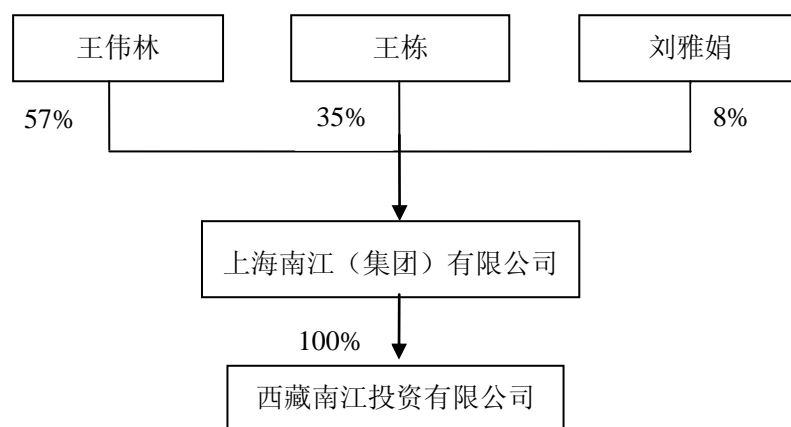 王伟林
王栋
刘雅娟
57%
35%
8%
上海南江（集团）有限公司
100%
西藏南江投资有限公司